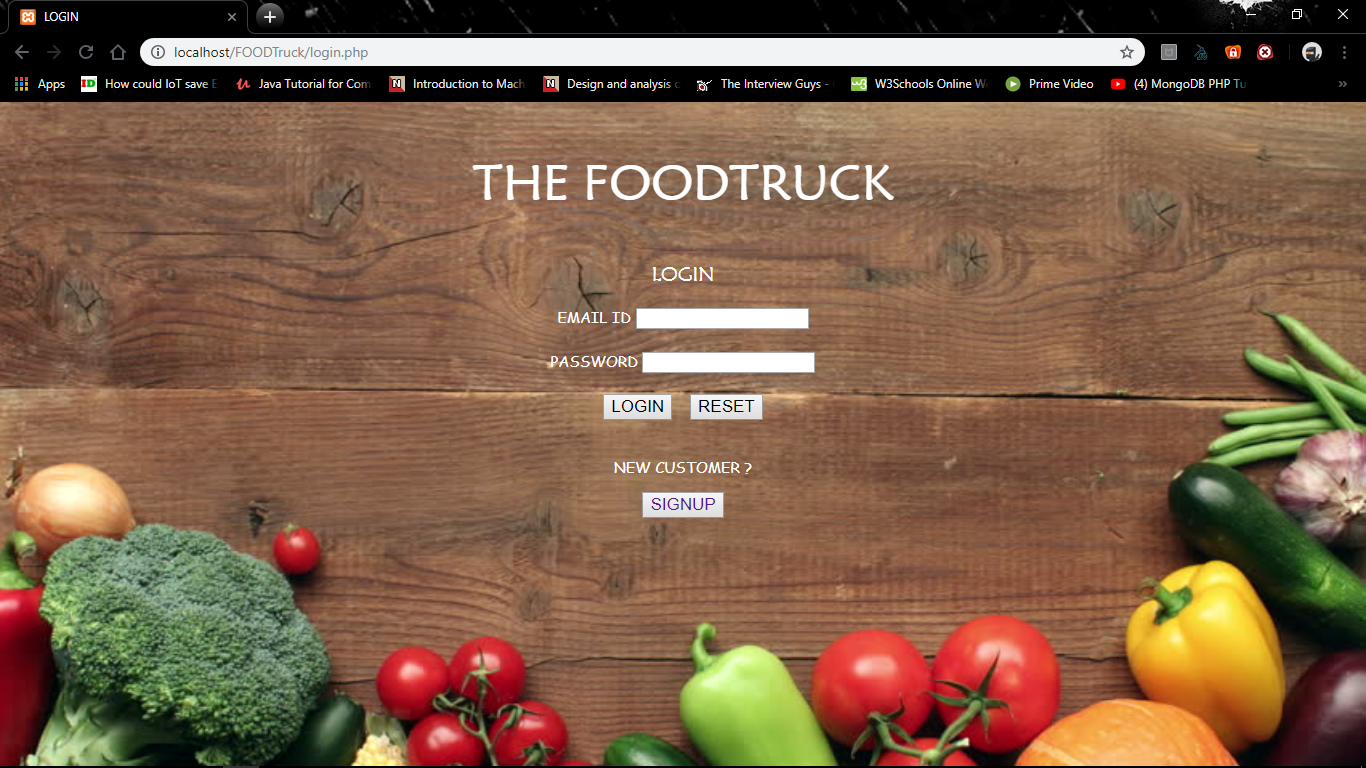 LOGIN
localhost/FOODTruck/login.php
Apps How could IoT save Java Tutorial for Com Introduction to Mach Design and analysis The Interview Guys - W3Schools Online Prime Video (4) MongoDB PHP Tu »
THE FOODTRUCK
LOGIN
EMAIL ID
PASSWORD
LOGIN RESET
NEW CUSTOMER ?
SIGNUP